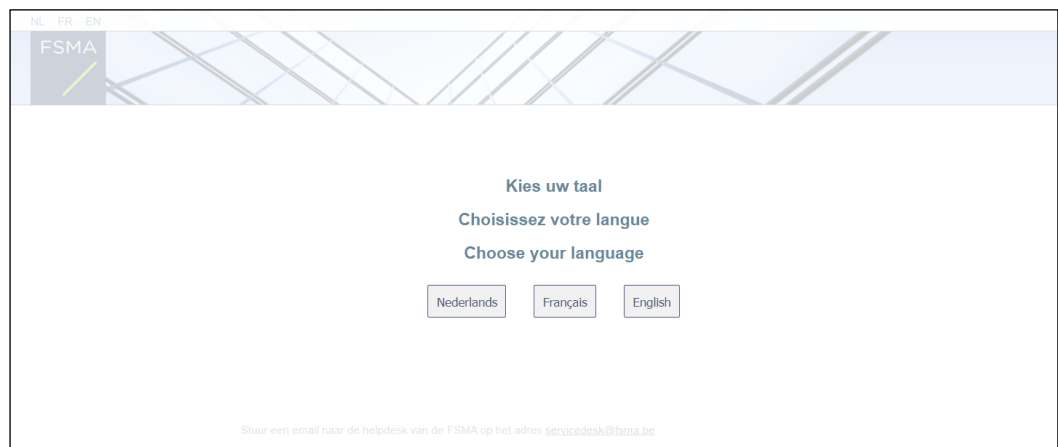 NL FR EN
FSMA
Kies uw taal
Choisissez votre langue
Choose your language
Nederlands Français English
Stuur een email naar de helpdesk van de FSMA op het adres servicedesk@fsma.be